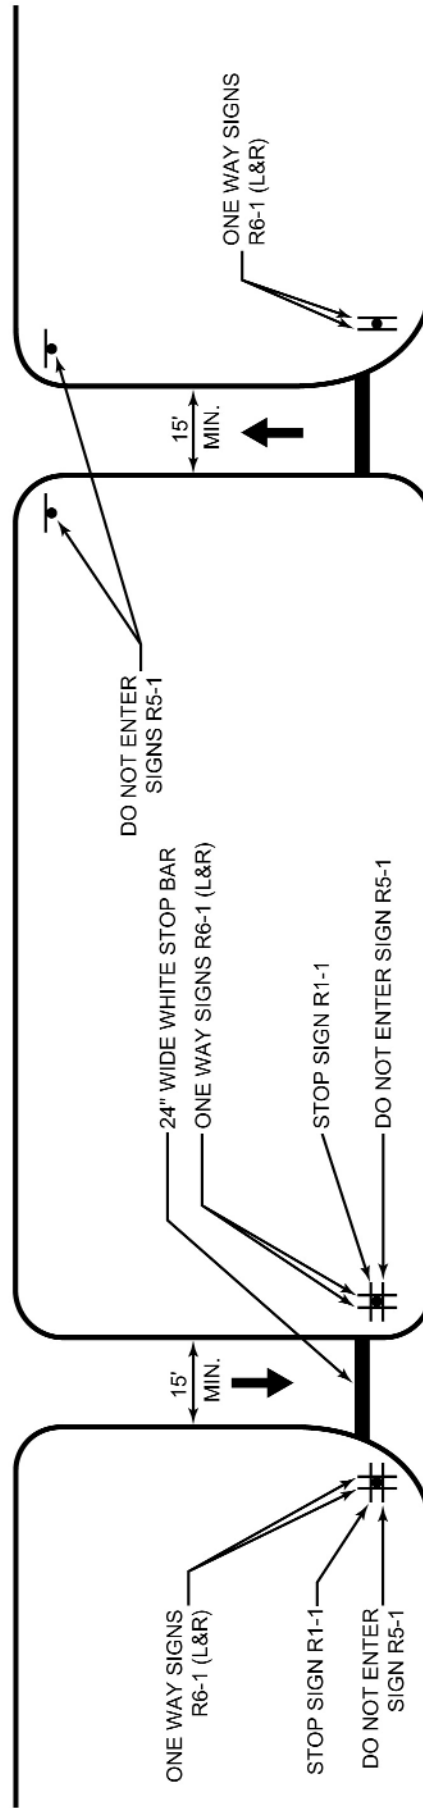 ONE WAY SIGNS
R6-1 (L&R)
STOP SIGN R1-1
DO NOT ENTER
SIGN R5-1
15'
MIN.
24" WIDE WHITE STOP BAR
ONE WAY SIGNS R6-1 (L&R)
STOP SIGN R1-1
DO NOT ENTER SIGN R5-1
DO NOT ENTER
SIGNS R5-1
15'
MIN.
ONE WAY SIGNS
R6-1 (L&R)